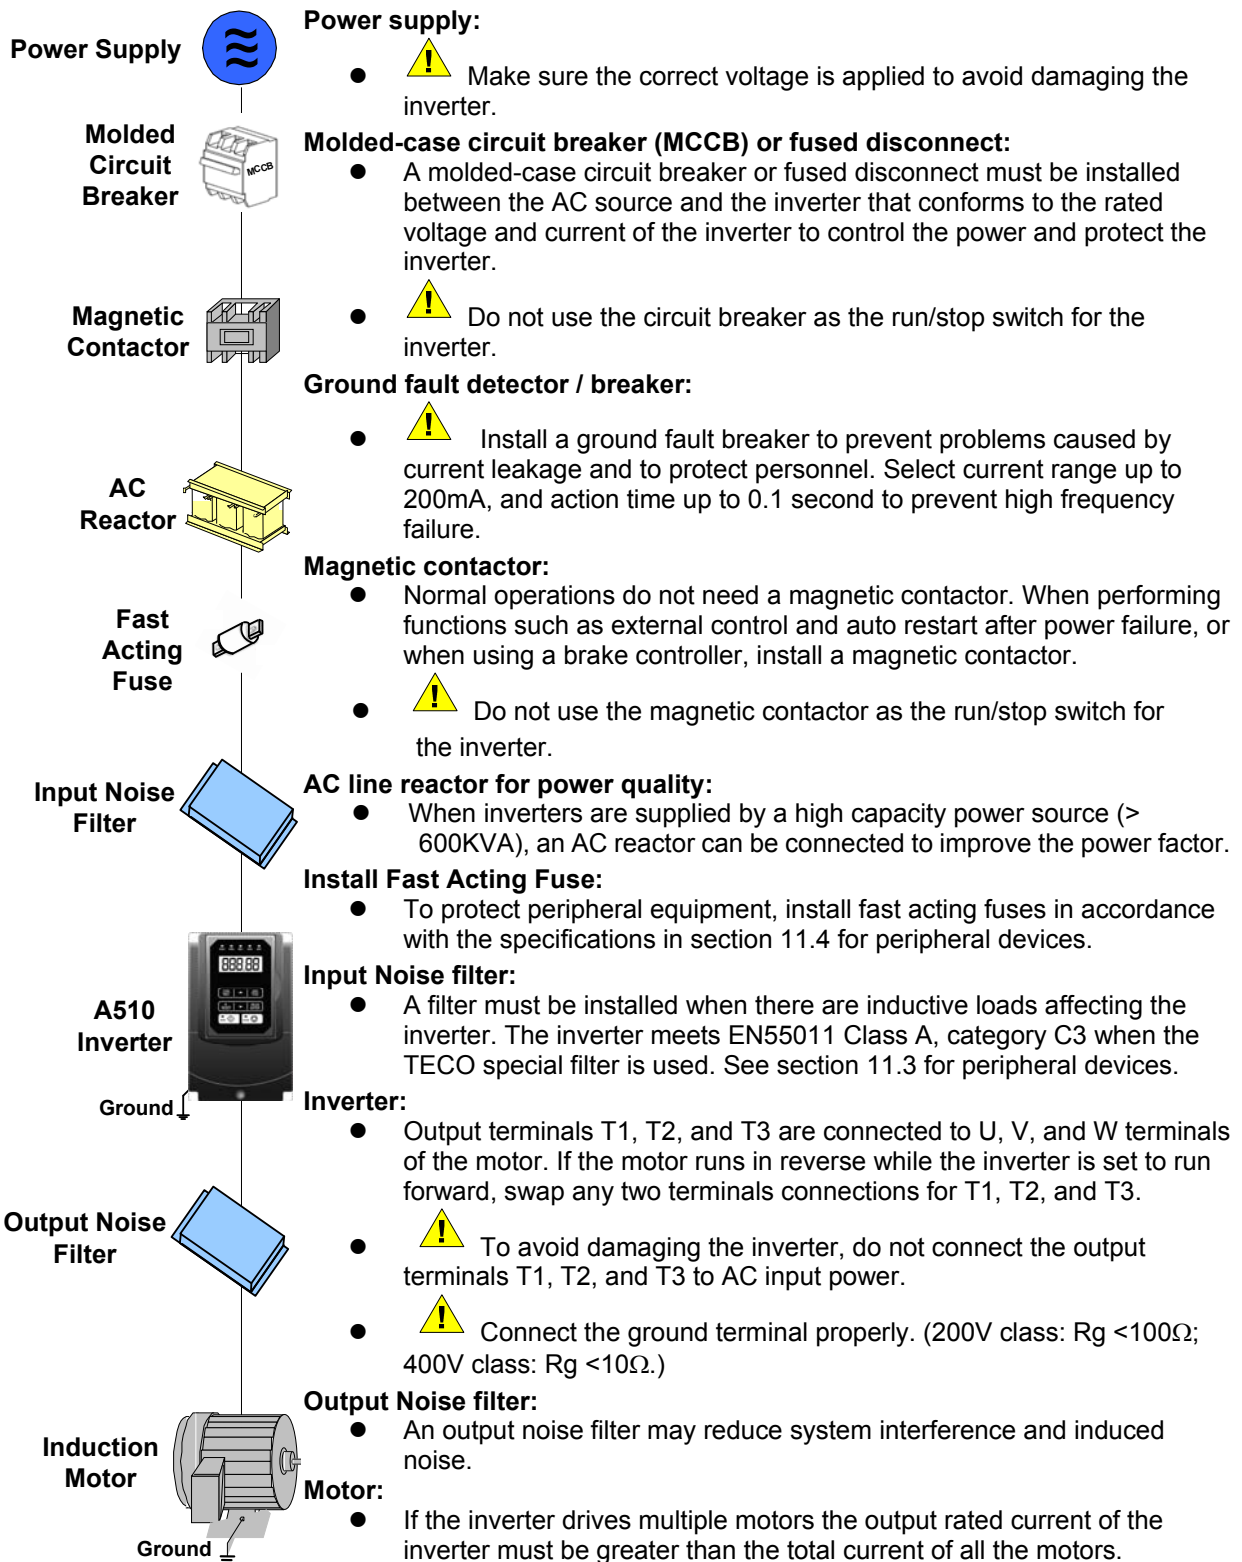 Power Supply
Molded
Circuit
Breaker
MCCB
Magnetic
Contactor
AC
Reactor
Fast
Acting
Fuse
Input Noise
Filter
A510
Inverter
Ground
Output Noise
Filter
Induction
Motor
Ground
Power supply:
● ! Make sure the correct voltage is applied to avoid damaging the
inverter.
Molded-case circuit breaker (MCCB) or fused disconnect:
● A molded-case circuit breaker or fused disconnect must be installed
between the AC source and the inverter that conforms to the rated
voltage and current of the inverter to control the power and protect the
inverter.
● ! Do not use the circuit breaker as the run/stop switch for the
inverter.
Ground fault detector / breaker:
● ! Install a ground fault breaker to prevent problems caused by
current leakage and to protect personnel. Select current range up to
200mA, and action time up to 0.1 second to prevent high frequency
failure.
Magnetic contactor:
● Normal operations do not need a magnetic contactor. When performing
functions such as external control and auto restart after power failure, or
when using a brake controller, install a magnetic contactor.
● ! Do not use the magnetic contactor as the run/stop switch for
the inverter.
AC line reactor for power quality:
● When inverters are supplied by a high capacity power source (>
600KVA), an AC reactor can be connected to improve the power factor.
Install Fast Acting Fuse:
● To protect peripheral equipment, install fast acting fuses in accordance
with the specifications in section 11.4 for peripheral devices.
Input Noise filter:
● A filter must be installed when there are inductive loads affecting the
inverter. The inverter meets EN55011 Class A, category C3 when the
TECO special filter is used. See section 11.3 for peripheral devices.
Inverter:
● Output terminals T1, T2, and T3 are connected to U, V, and W terminals
of the motor. If the motor runs in reverse while the inverter is set to run
forward, swap any two terminals connections for T1, T2, and T3.
● ! To avoid damaging the inverter, do not connect the output
terminals T1, T2, and T3 to AC input power.
● ! Connect the ground terminal properly. (200V class: Rg <100Ω;
400V class: Rg <10Ω.)
Output Noise filter:
● An output noise filter may reduce system interference and induced
noise.
Motor:
● If the inverter drives multiple motors the output rated current of the
inverter must be greater than the total current of all the motors.